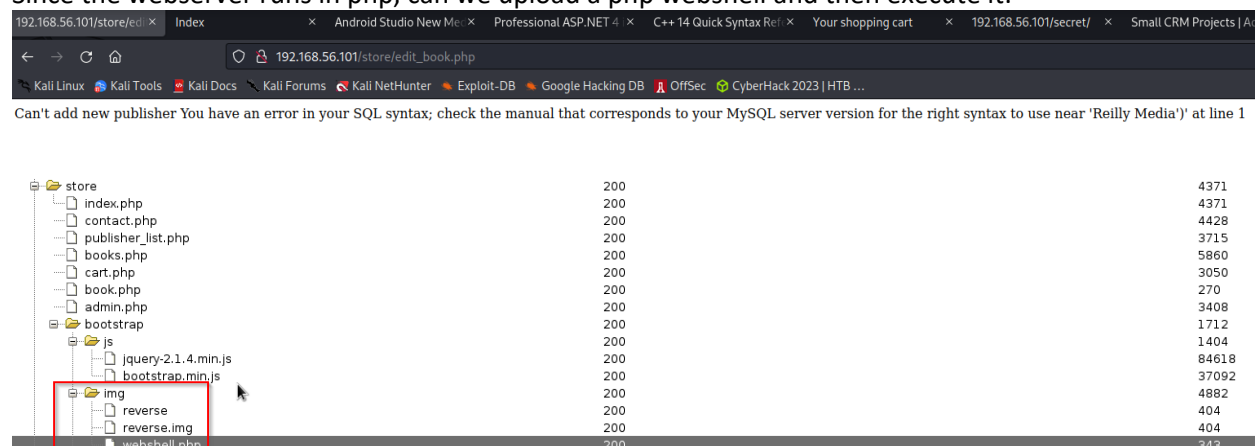 Since the webserver runs in php, can we upload a php webshell and then execute it.
192.168.56.101/store/edi × Index × Android Studio New Med × Professional ASP.NET 4 × C++ 14 Quick Syntax Refe × Your shopping cart × 192.168.56.101/secret/ × Small CRM Projects | Ad
192.168.56.101/store/edit_book.php
Kali Linux Kali Tools Kali Docs Kali Forums Kali NetHunter Exploit-DB Google Hacking DB OffSec CyberHack 2023 | HTB ...
Can't add new publisher You have an error in your SQL syntax; check the manual that corresponds to your MySQL server version for the right syntax to use near 'Reilly Media')' at line 1
store 200 4371
index.php 200 4371
contact.php 200 4428
publisher_list.php 200 3715
books.php 200 5860
cart.php 200 3050
book.php 200 270
admin.php 200 3408
bootstrap 200 1712
js 200 1404
jquery-2.1.4.min.js 200 84618
bootstrap.min.js 200 37092
img 200 4882
reverse 200 404
reverse.img 200 404
webshell.php 200 343